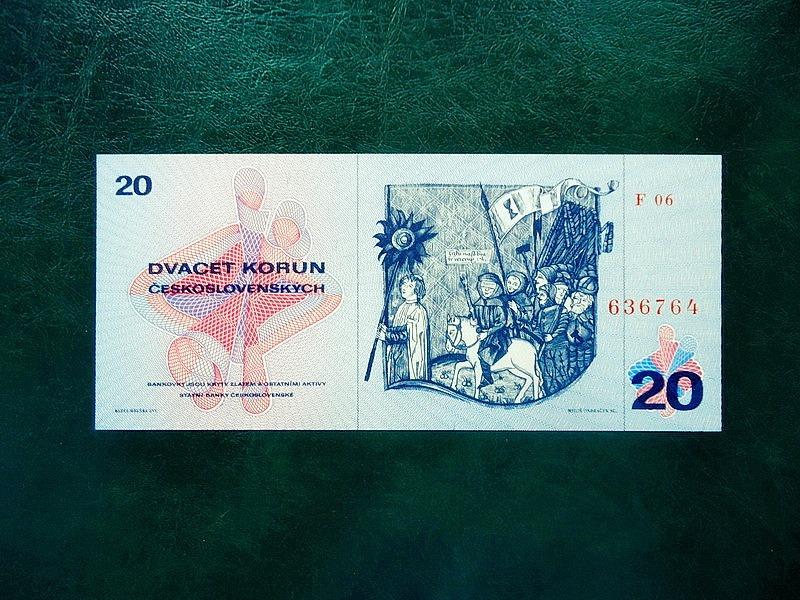 20
DVACET KORUN
ČESKOSLOVENSKÝCH
BANKOVKY JSOU KRYTY ZLATEM A OSTATNÍMI AKTIVY
STÁTNÍ BANKY ČESKOSLOVENSKÉ
F 06
636764
20